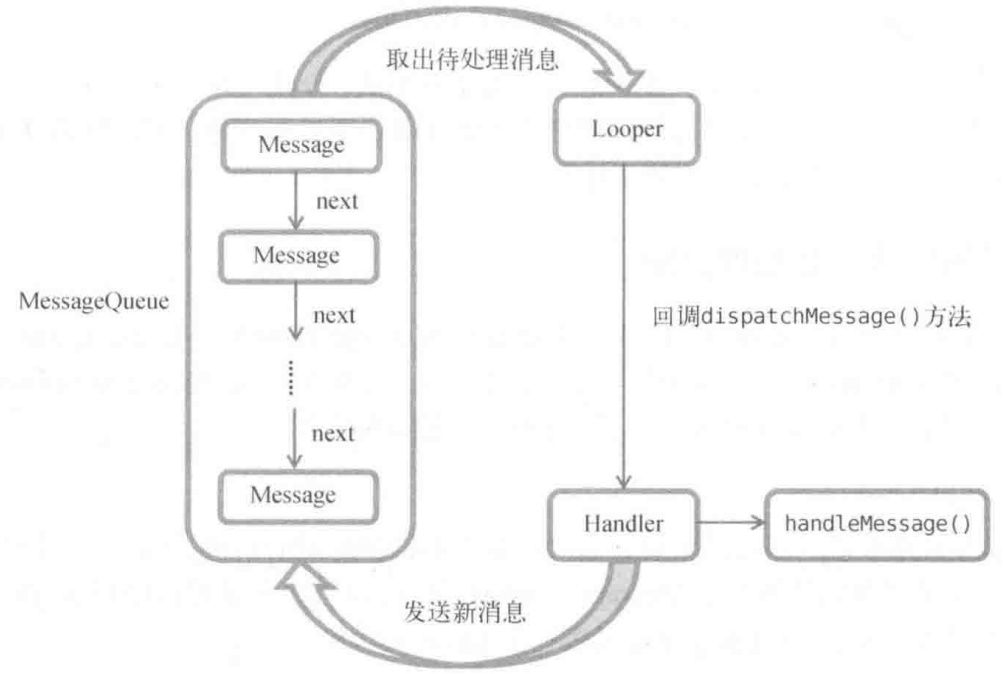 取出待处理消息
Looper
Message
next
Message
MessageQueue
next
回调dispatchMessage()方法
next
Message
Handler
handleMessage()
发送新消息